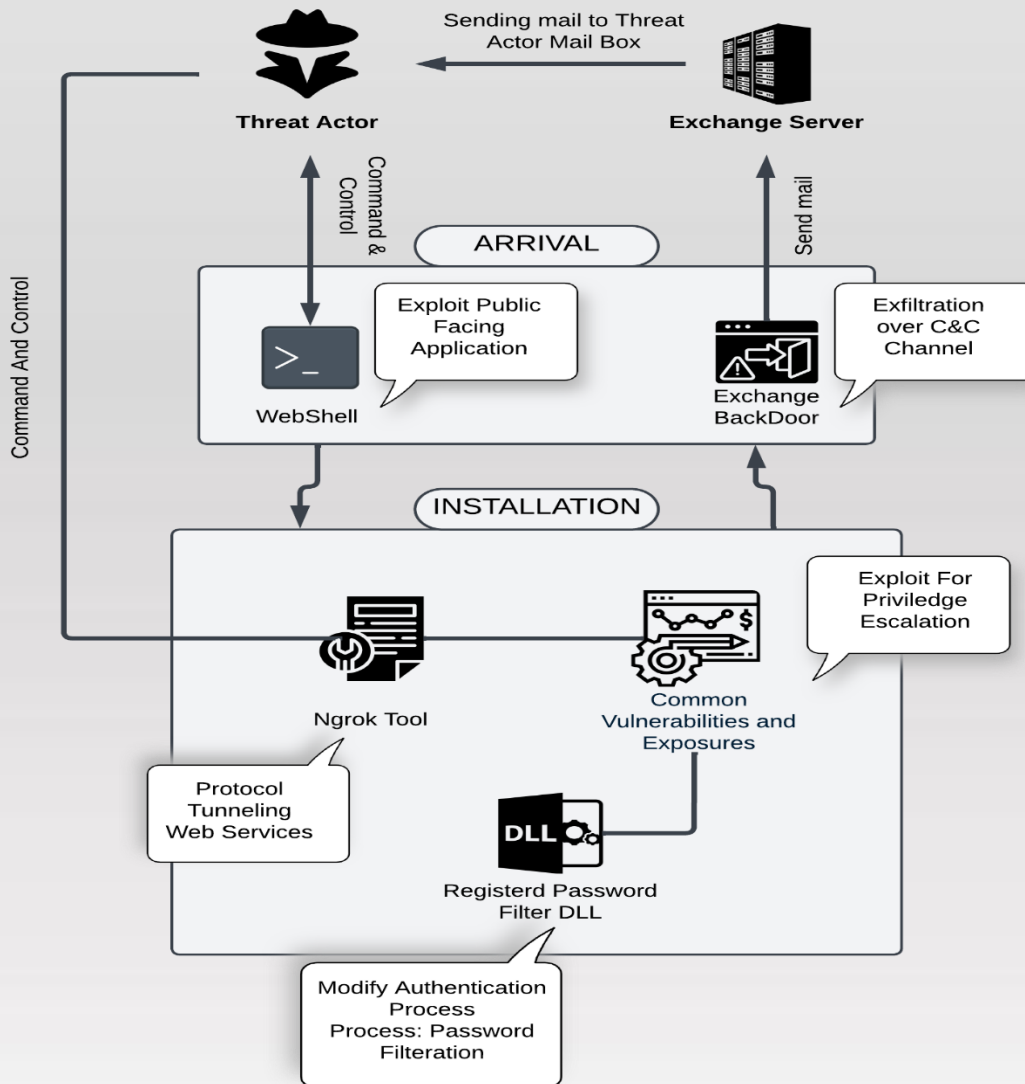 Sending mail to Threat
Actor Mail Box
Threat Actor
Exchange Server
Command &
Control
Send mail
Command And Control
ARRIVAL
Exploit Public
Facing
Application
Exfiltration
over C&C
Channel
>_
WebShell
Exchange
BackDoor
INSTALLATION
Exploit For
Priviledge
Escalation
$
Ngrok Tool
Common
Vulnerabilities and
Exposures
Protocol
Tunneling
Web Services
DLL
Registerd Password
Filter DLL
Modify Authentication
Process
Process: Password
Filteration